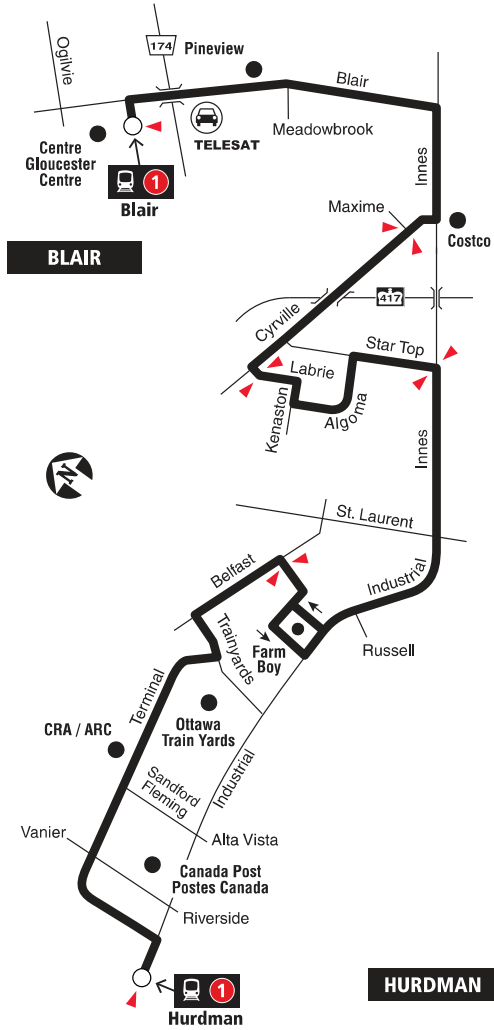 Ogilvie
174
Pineview
Blair
Meadowbrook
TELESAT
Centre
Gloucester
Centre
1
Blair
BLAIR
Innes
Maxime
Costco
417
Cyrville
Star Top
Labrie
Kenaston
Algoma
Innes
N
St. Laurent
Belfast
Industrial
Trainyards
Farm
Boy
Russell
Terminal
CRA / ARC
Ottawa
Train Yards
Industrial
Sandford
Fleming
Vanier
Alta Vista
Canada Post
Postes Canada
Riverside
1
Hurdman
HURDMAN